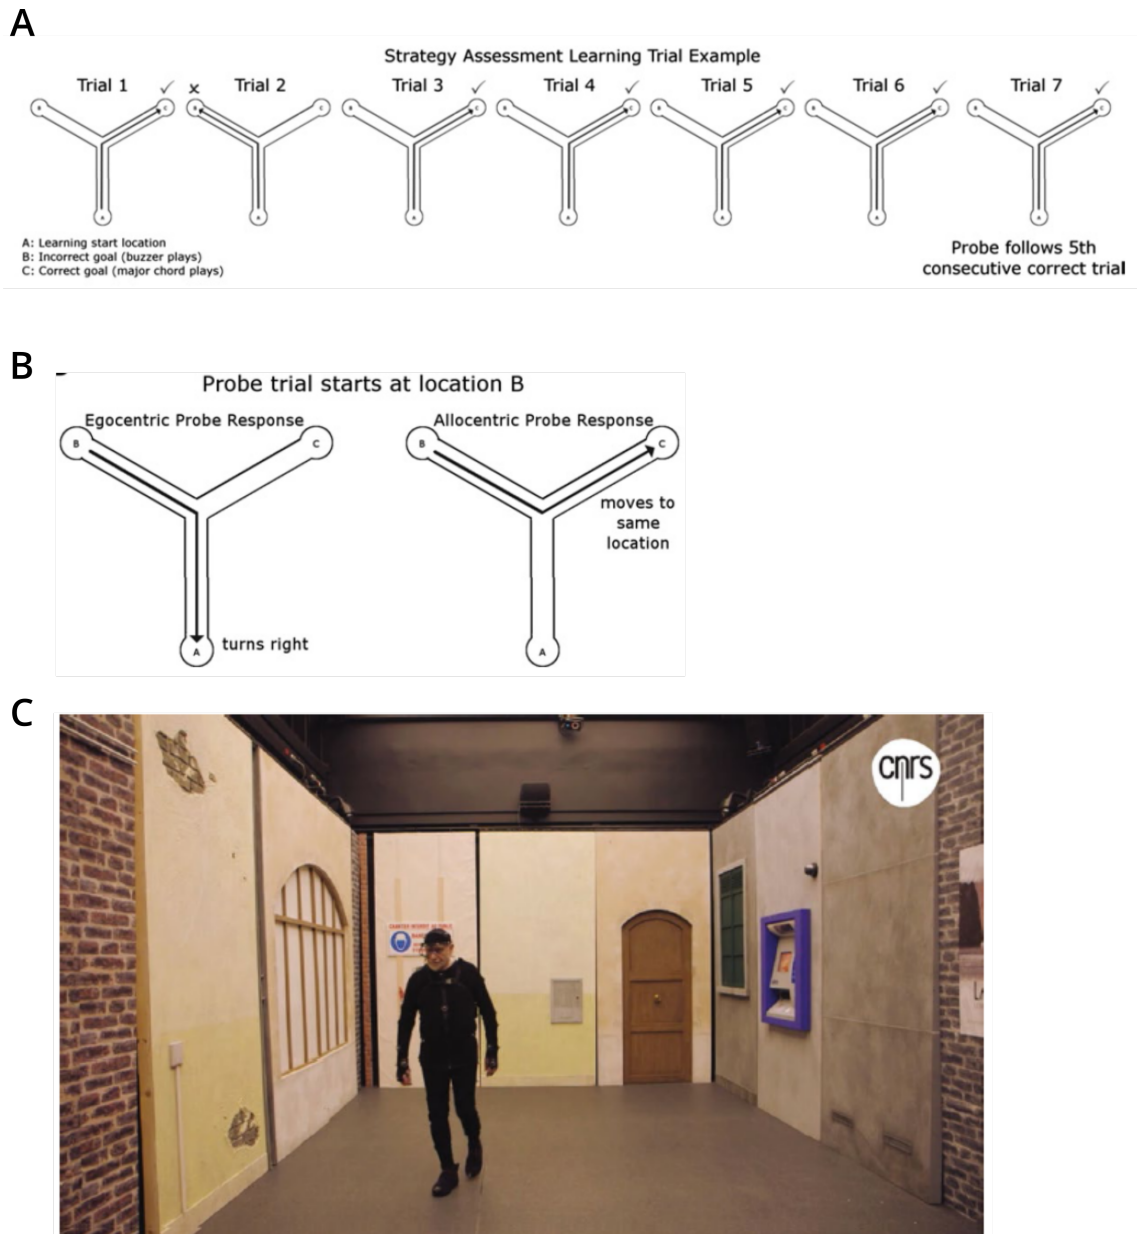 A
Strategy Assessment Learning Trial Example
Trial 1 ✓ x Trial 2 Trial 3 ✓ Trial 4 ✓ Trial 5 ✓ Trial 6 ✓ Trial 7 ✓
B C B C B C B C B C B C B C
A A A A A A A
A: Learning start location
B: Incorrect goal (buzzer plays)
C: Correct goal (major chord plays)
Probe follows 5th
consecutive correct trial
B
Probe trial starts at location B
Egocentric Probe Response Allocentric Probe Response
B C B C
moves to
same
location
A turns right A
C
cnrs